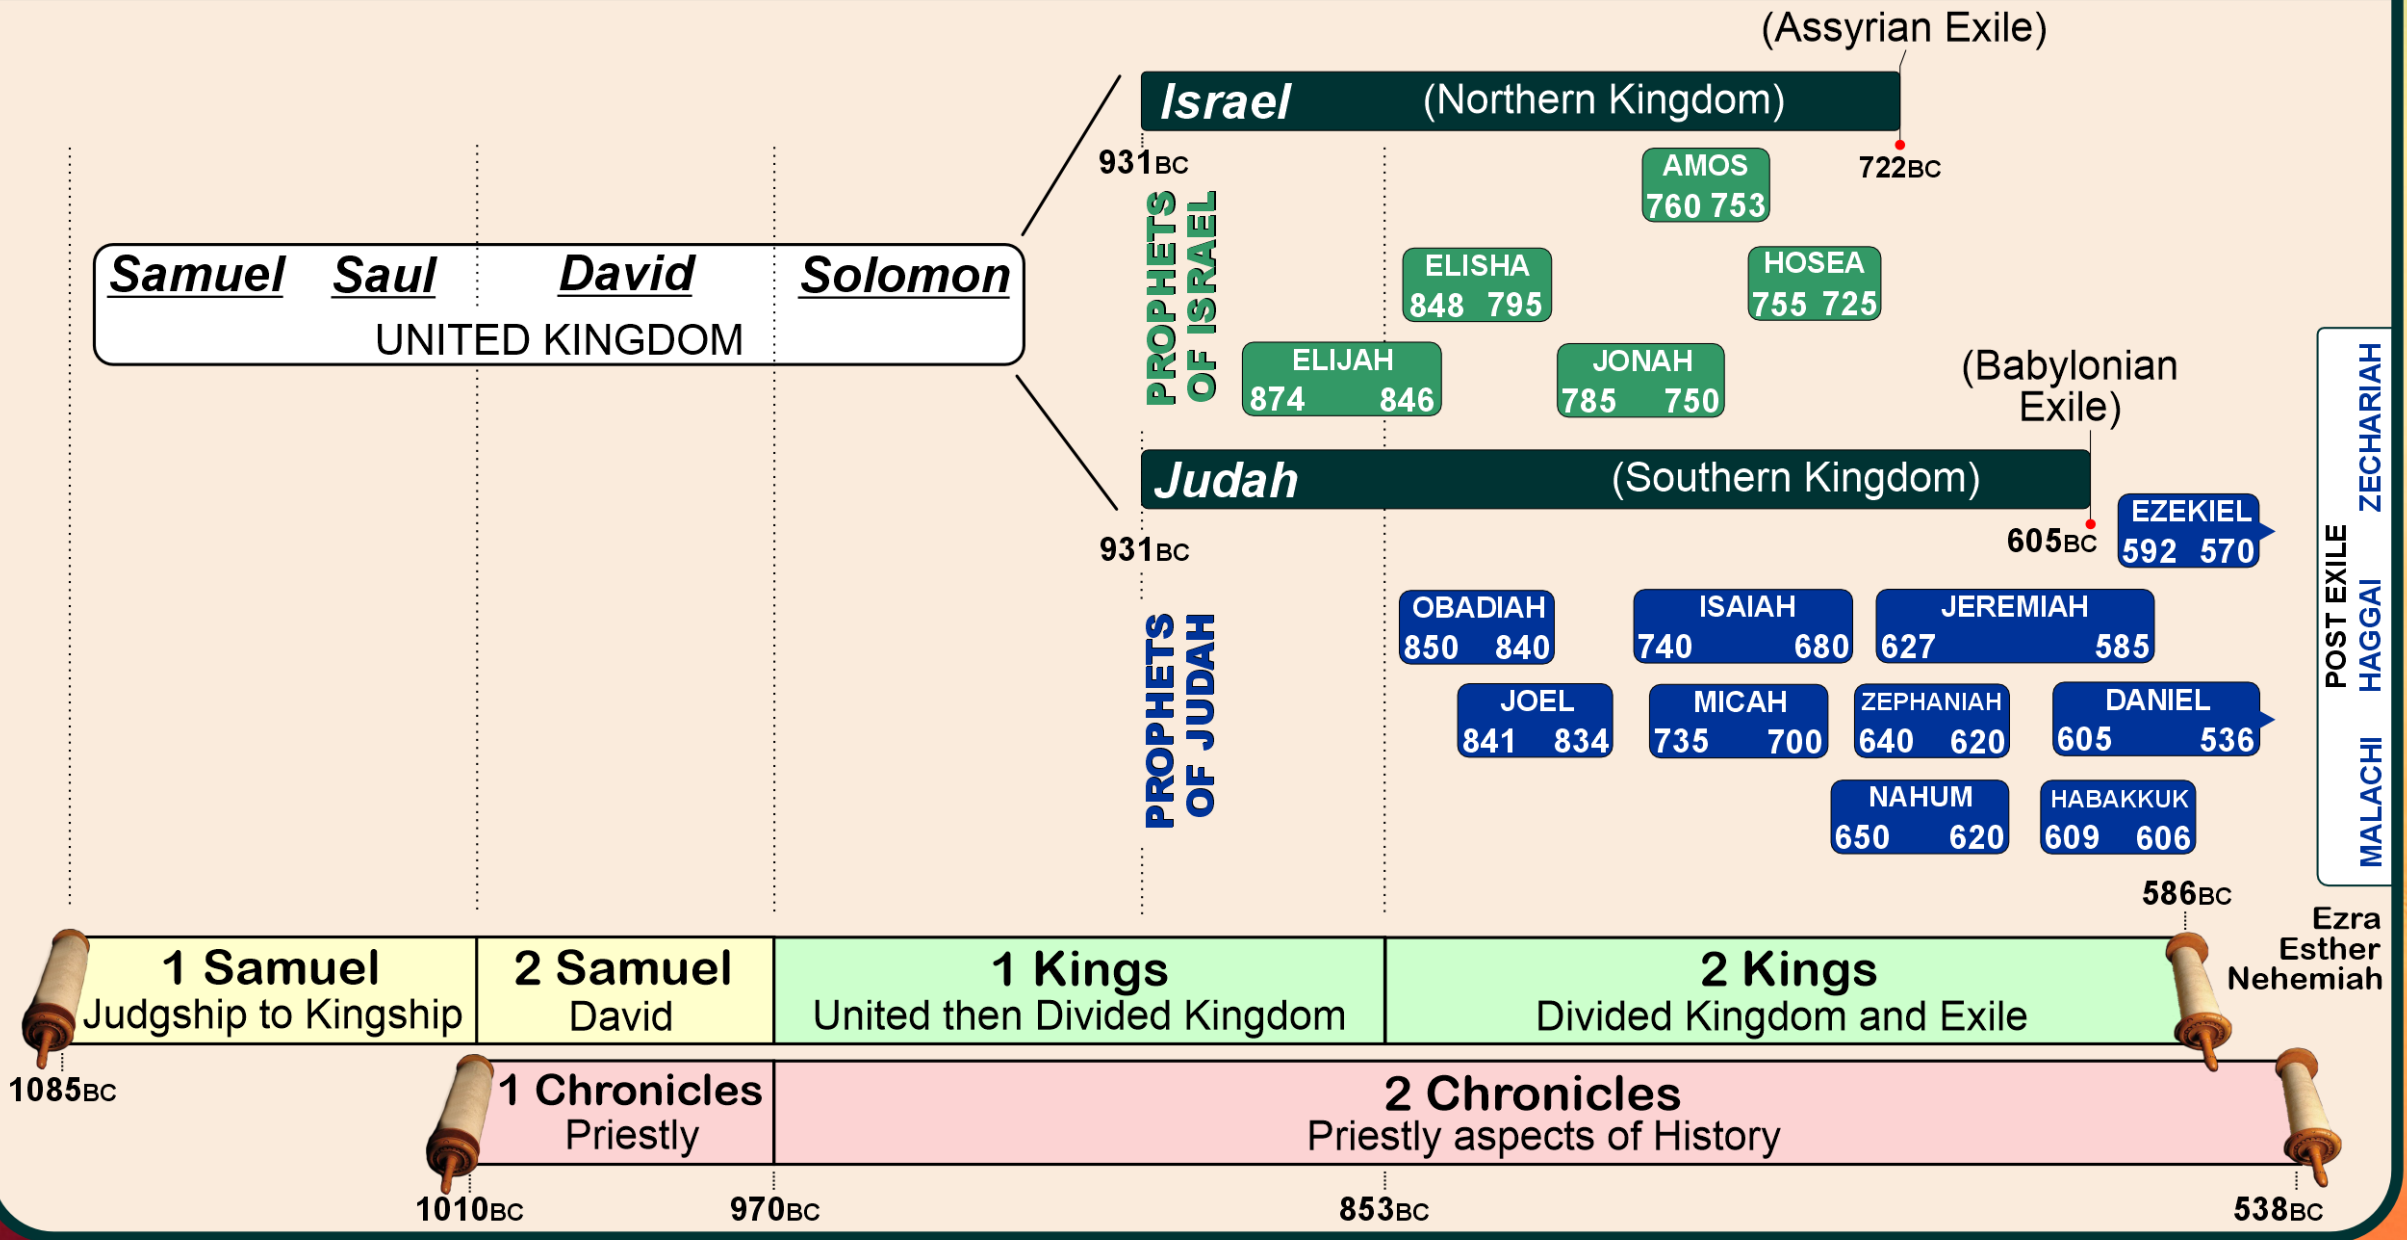 (Assyrian Exile)
Israel (Northern Kingdom)
931BC
722BC
Samuel Saul David Solomon
UNITED KINGDOM
PROPHETS
OF ISRAEL
AMOS
760 753
ELISHA
848 795
HOSEA
755 725
ELIJAH
874 846
JONAH
785 750
(Babylonian
Exile)
Judah (Southern Kingdom)
931BC
605BC
EZEKIEL
592 570
PROPHETS
OF JUDAH
OBADIAH
850 840
ISAIAH
740 680
JEREMIAH
627 585
JOEL
841 834
MICAH
735 700
ZEPHANIAH
640 620
DANIEL
605 536
NAHUM
650 620
HABAKKUK
609 606
POST EXILE
MALACHI HAGGAI ZECHARIAH
586BC
Ezra
Esther
Nehemiah
1 Samuel
Judgship to Kingship
2 Samuel
David
1 Kings
United then Divided Kingdom
2 Kings
Divided Kingdom and Exile
1085BC
1 Chronicles
Priestly
2 Chronicles
Priestly aspects of History
1010BC
970BC
853BC
538BC